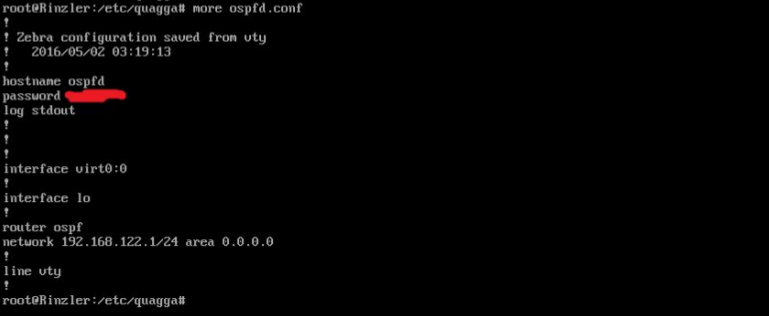 root@Rinzler:/etc/quagga# more ospfd.conf
!
! Zebra configuration saved from vty
!   2016/05/02 03:19:13
!
hostname ospfd
password
log stdout
!
!
!
interface virt0:0
!
interface lo
!
router ospf
network 192.168.122.1/24 area 0.0.0.0
!
line vty
!
root@Rinzler:/etc/quagga#